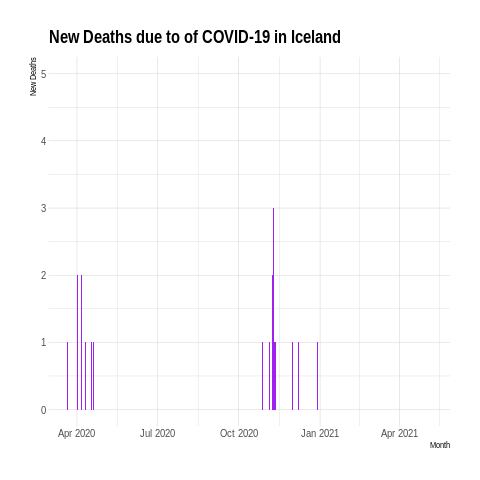 New Deaths due to of COVID-19 in Iceland
New Deaths
5
4
3
2
1
0
Apr 2020 Jul 2020 Oct 2020 Jan 2021 Apr 2021
Month